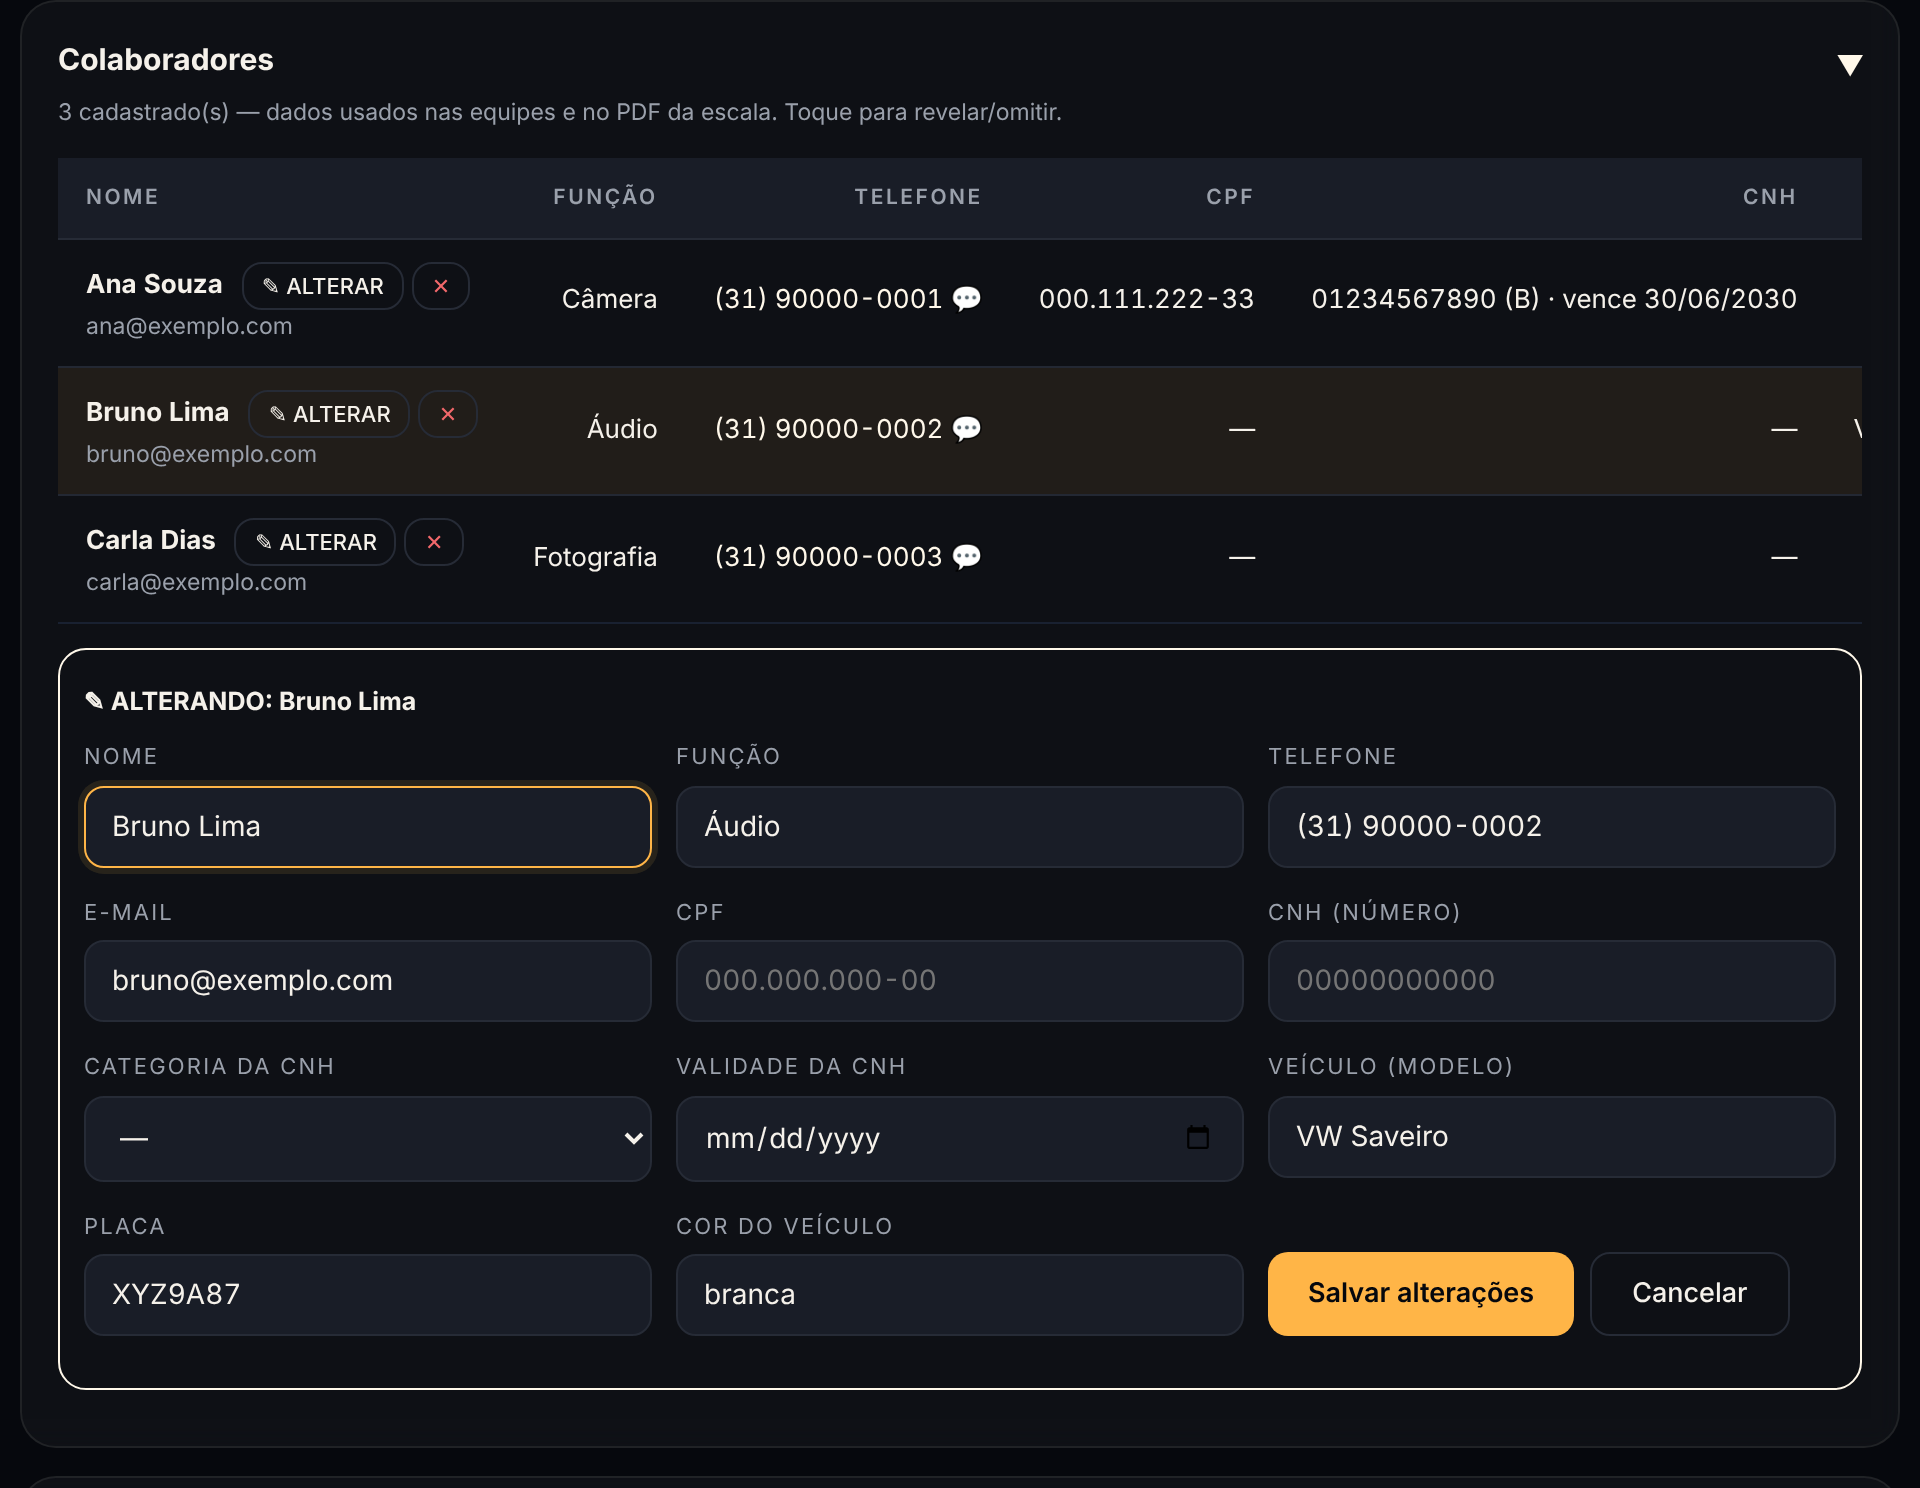 Colaboradores ▼
3 cadastrado(s) — dados usados nas equipes e no PDF da escala. Toque para revelar/omitir.
NOME FUNÇÃO TELEFONE CPF CNH
Ana Souza ✎ ALTERAR ✕ Câmera (31) 90000-0001 💬 000.111.222-33 01234567890 (B) · vence 30/06/2030
ana@exemplo.com
Bruno Lima ✎ ALTERAR ✕ Áudio (31) 90000-0002 💬 — —
bruno@exemplo.com
Carla Dias ✎ ALTERAR ✕ Fotografia (31) 90000-0003 💬 — —
carla@exemplo.com
✎ ALTERANDO: Bruno Lima
NOME FUNÇÃO TELEFONE
Bruno Lima Áudio (31) 90000-0002
E-MAIL CPF CNH (NÚMERO)
bruno@exemplo.com 000.000.000-00 00000000000
CATEGORIA DA CNH VALIDADE DA CNH VEÍCULO (MODELO)
— mm/dd/yyyy VW Saveiro
PLACA COR DO VEÍCULO
XYZ9A87 branca Salvar alterações Cancelar